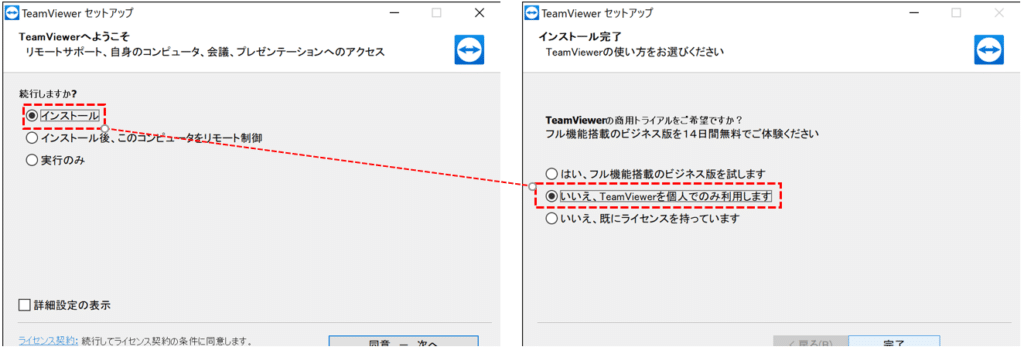 TeamViewer セットアップ
TeamViewerへようこそ
リモートサポート、自身のコンピュータ、会議、プレゼンテーションへのアクセス
続行しますか?
インストール
インストール後、このコンピュータをリモート制御
実行のみ
詳細設定の表示
ライセンス契約: 続行してライセンス契約の条件に同意します。
同意 － 次へ
TeamViewer セットアップ
インストール完了
TeamViewerの使い方をお選びください
TeamViewerの商用トライアルをご希望ですか?
フル機能搭載のビジネス版を14日間無料でご体験ください
はい、フル機能搭載のビジネス版を試します
いいえ、TeamViewerを個人でのみ利用します
いいえ、既にライセンスを持っています
< 戻る(B)
完了